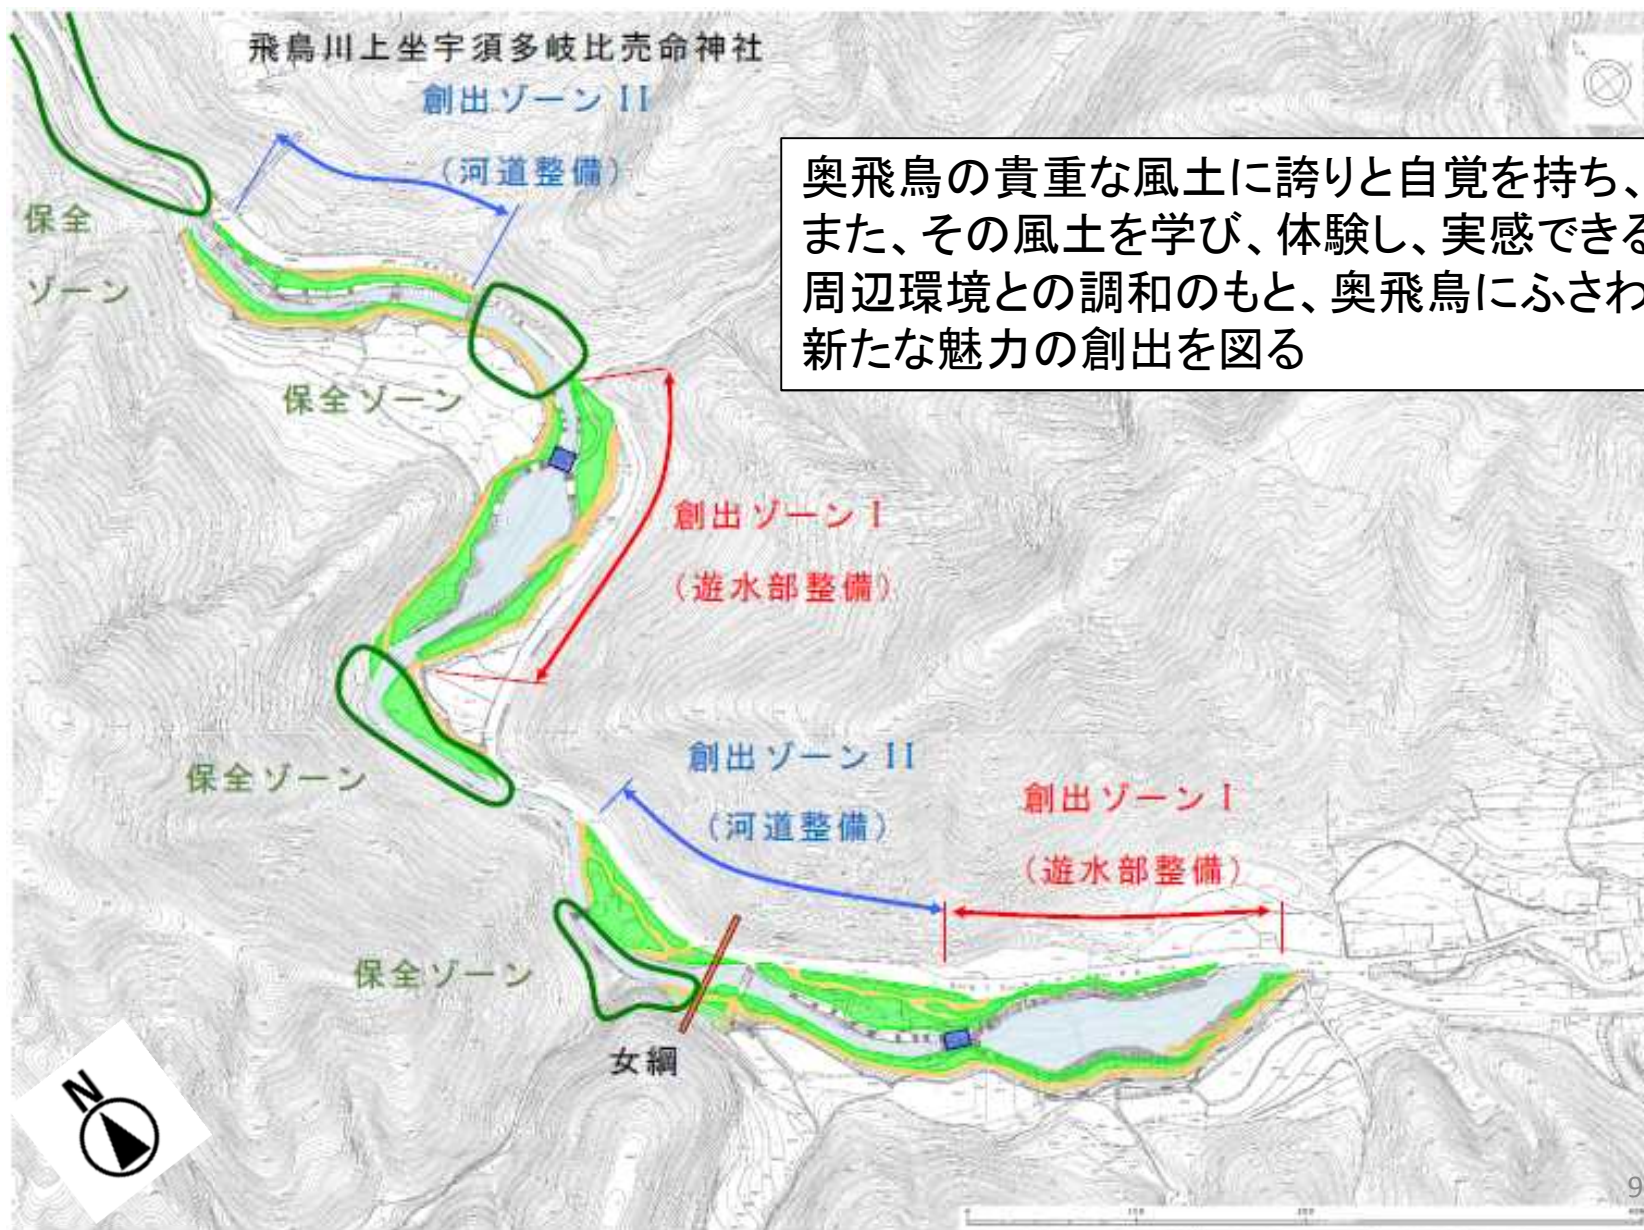 飛鳥川上坐宇須多岐比売命神社
創出ゾーンII
(河道整備)
奥飛鳥の貴重な風土に誇りと自覚を持ち、
また、その風土を学び、体験し、実感できる
周辺環境との調和のもと、奥飛鳥にふさわ
新たな魅力の創出を図る
保全
ゾーン
保全ゾーン
創出ゾーンI
(遊水部整備)
保全ゾーン
創出ゾーンII
(河道整備)
創出ゾーンI
(遊水部整備)
保全ゾーン
女綱
N
9